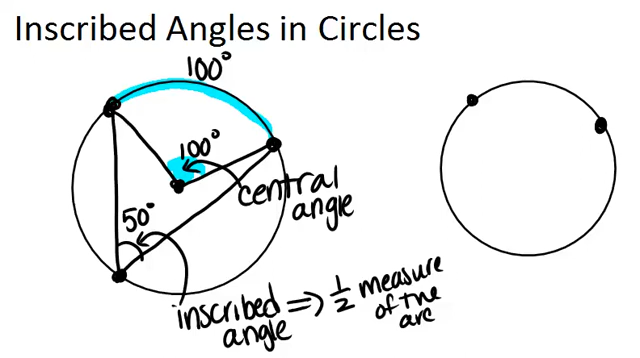 Inscribed Angles in Circles
100°
100°
central
angle
50°
inscribed ⇒ 1/2 measure
angle
of the
arc